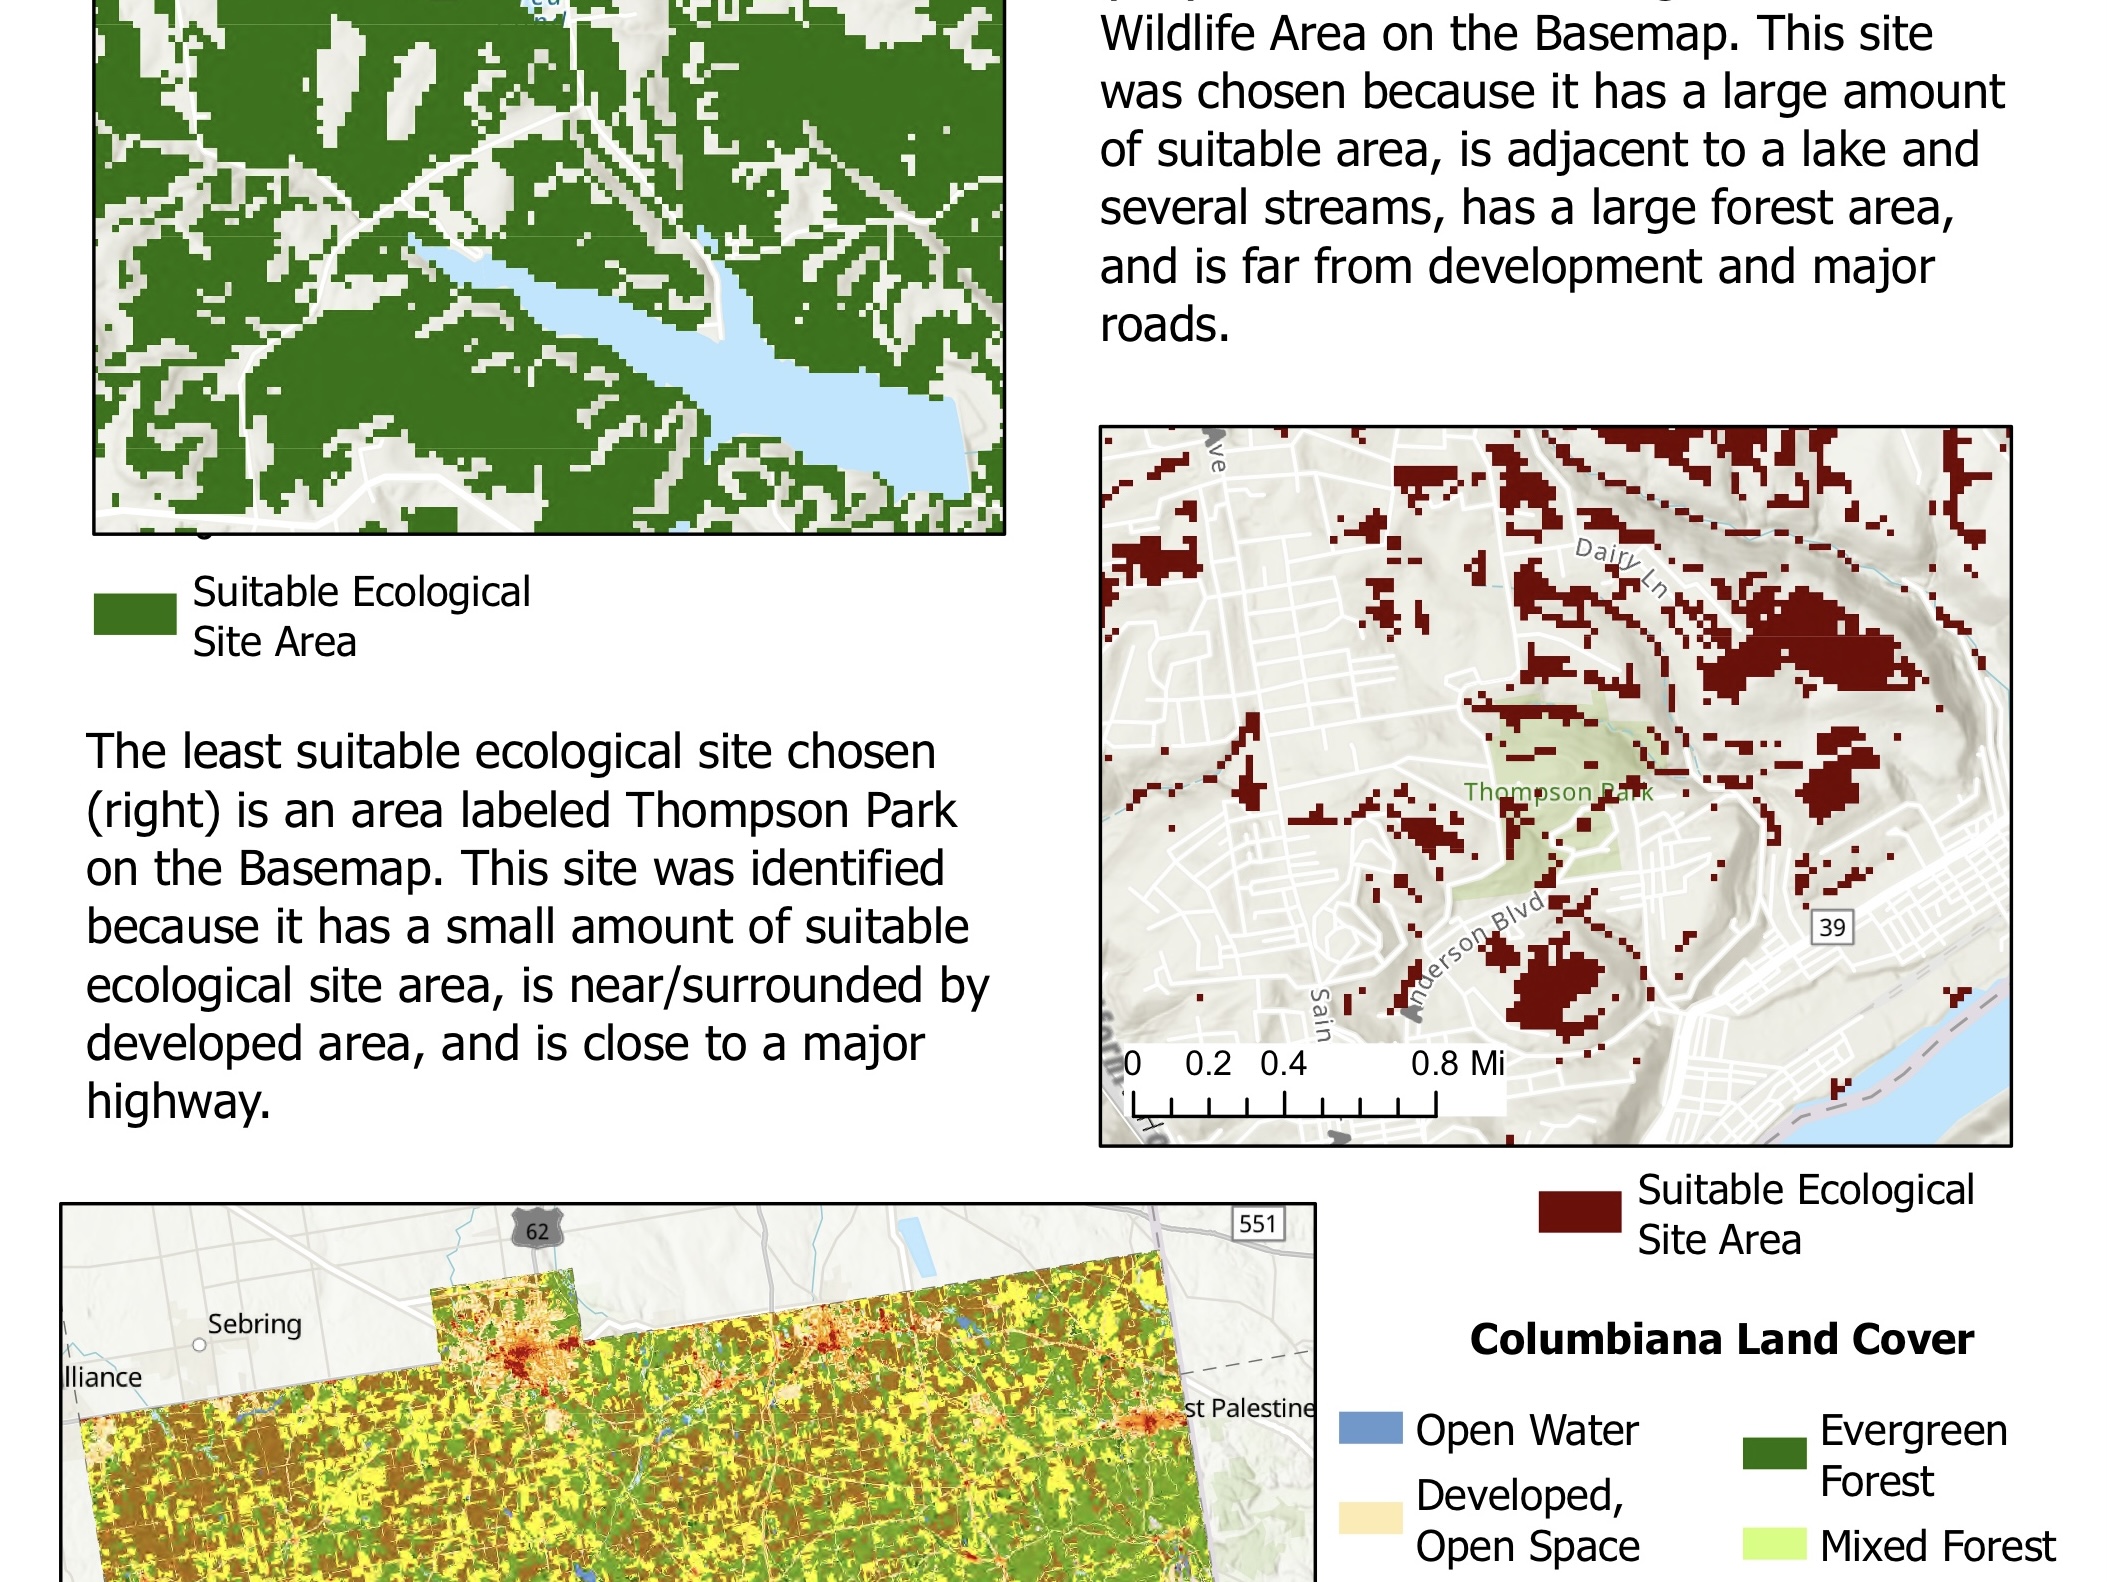 Wildlife Area on the Basemap. This site
was chosen because it has a large amount
of suitable area, is adjacent to a lake and
several streams, has a large forest area,
and is far from development and major
roads.
Suitable Ecological
Site Area
The least suitable ecological site chosen
(right) is an area labeled Thompson Park
on the Basemap. This site was identified
because it has a small amount of suitable
ecological site area, is near/surrounded by
developed area, and is close to a major
highway.
Ave
Dairy Ln
Thompson Park
Anderson Blvd
39
Sain
0 0.2 0.4 0.8 Mi
Suitable Ecological
Site Area
62
551
Sebring
lliance
st Palestine
Columbiana Land Cover
Open Water
Developed,
Open Space
Evergreen
Forest
Mixed Forest